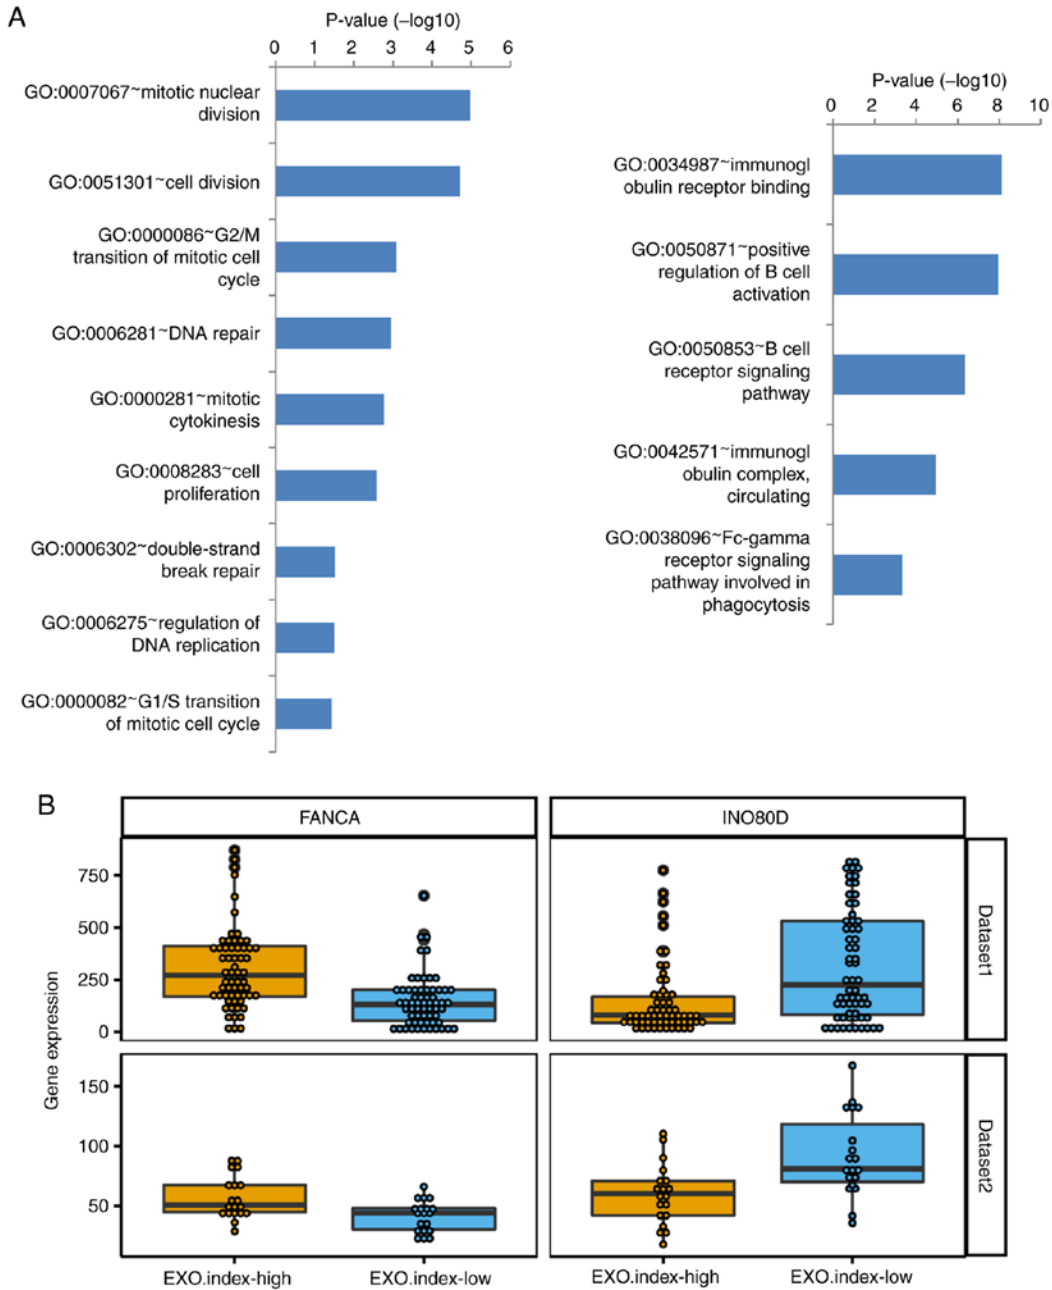 A
P-value (–log10)
0 1 2 3 4 5 6
GO:0007067~mitotic nuclear
division
GO:0051301~cell division
GO:0000086~G2/M
transition of mitotic cell
cycle
GO:0006281~DNA repair
GO:0000281~mitotic
cytokinesis
GO:0008283~cell
proliferation
GO:0006302~double-strand
break repair
GO:0006275~regulation of
DNA replication
GO:0000082~G1/S transition
of mitotic cell cycle
P-value (–log10)
0 2 4 6 8 10
GO:0034987~immunogl
obulin receptor binding
GO:0050871~positive
regulation of B cell
activation
GO:0050853~B cell
receptor signaling
pathway
GO:0042571~immunogl
obulin complex,
circulating
GO:0038096~Fc-gamma
receptor signaling
pathway involved in
phagocytosis
B
FANCA
INO80D
Gene expression
750
500
250
0
Dataset1
150
100
50
Dataset2
EXO.index-high
EXO.index-low
EXO.index-high
EXO.index-low